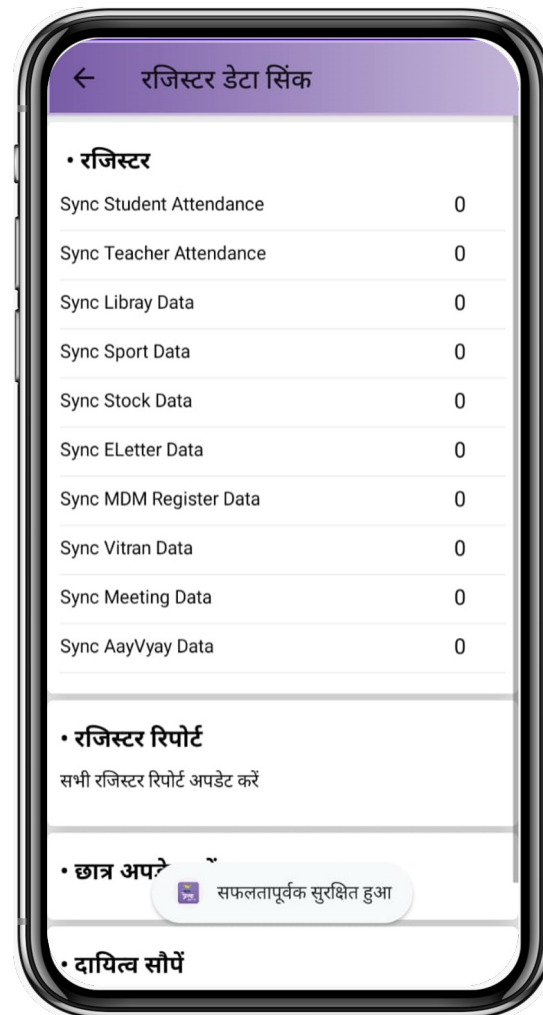 रजिस्टर डेटा सिंक
• रजिस्टर
Sync Student Attendance 0
Sync Teacher Attendance 0
Sync Libray Data 0
Sync Sport Data 0
Sync Stock Data 0
Sync ELetter Data 0
Sync MDM Register Data 0
Sync Vitran Data 0
Sync Meeting Data 0
Sync AayVyay Data 0
• रजिस्टर रिपोर्ट
सभी रजिस्टर रिपोर्ट अपडेट करें
• छात्र
सफलतापूर्वक सुरक्षित हुआ
• दायित्व सौपें